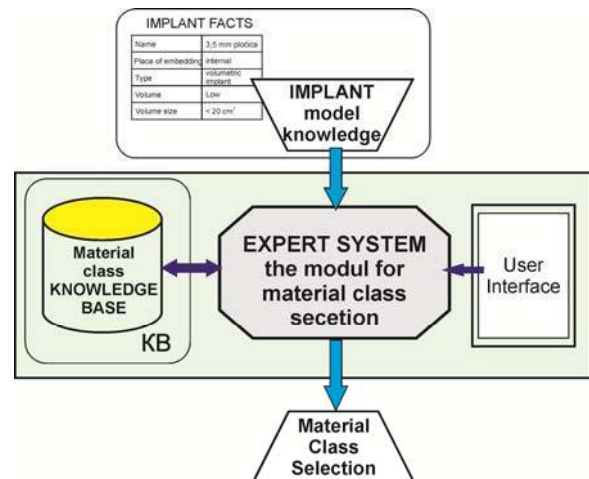 IMPLANT FACTS
Name 3,5 mm pločica
Place of embedding internal
Type volumetric
implant
Volume Low
Volume size < 20 cm³
IMPLANT
model
knowledge
Material
class
KNOWLEDGE
BASE
KB
EXPERT SYSTEM
the modul for
material class
secetion
User
Interface
Material
Class
Selection